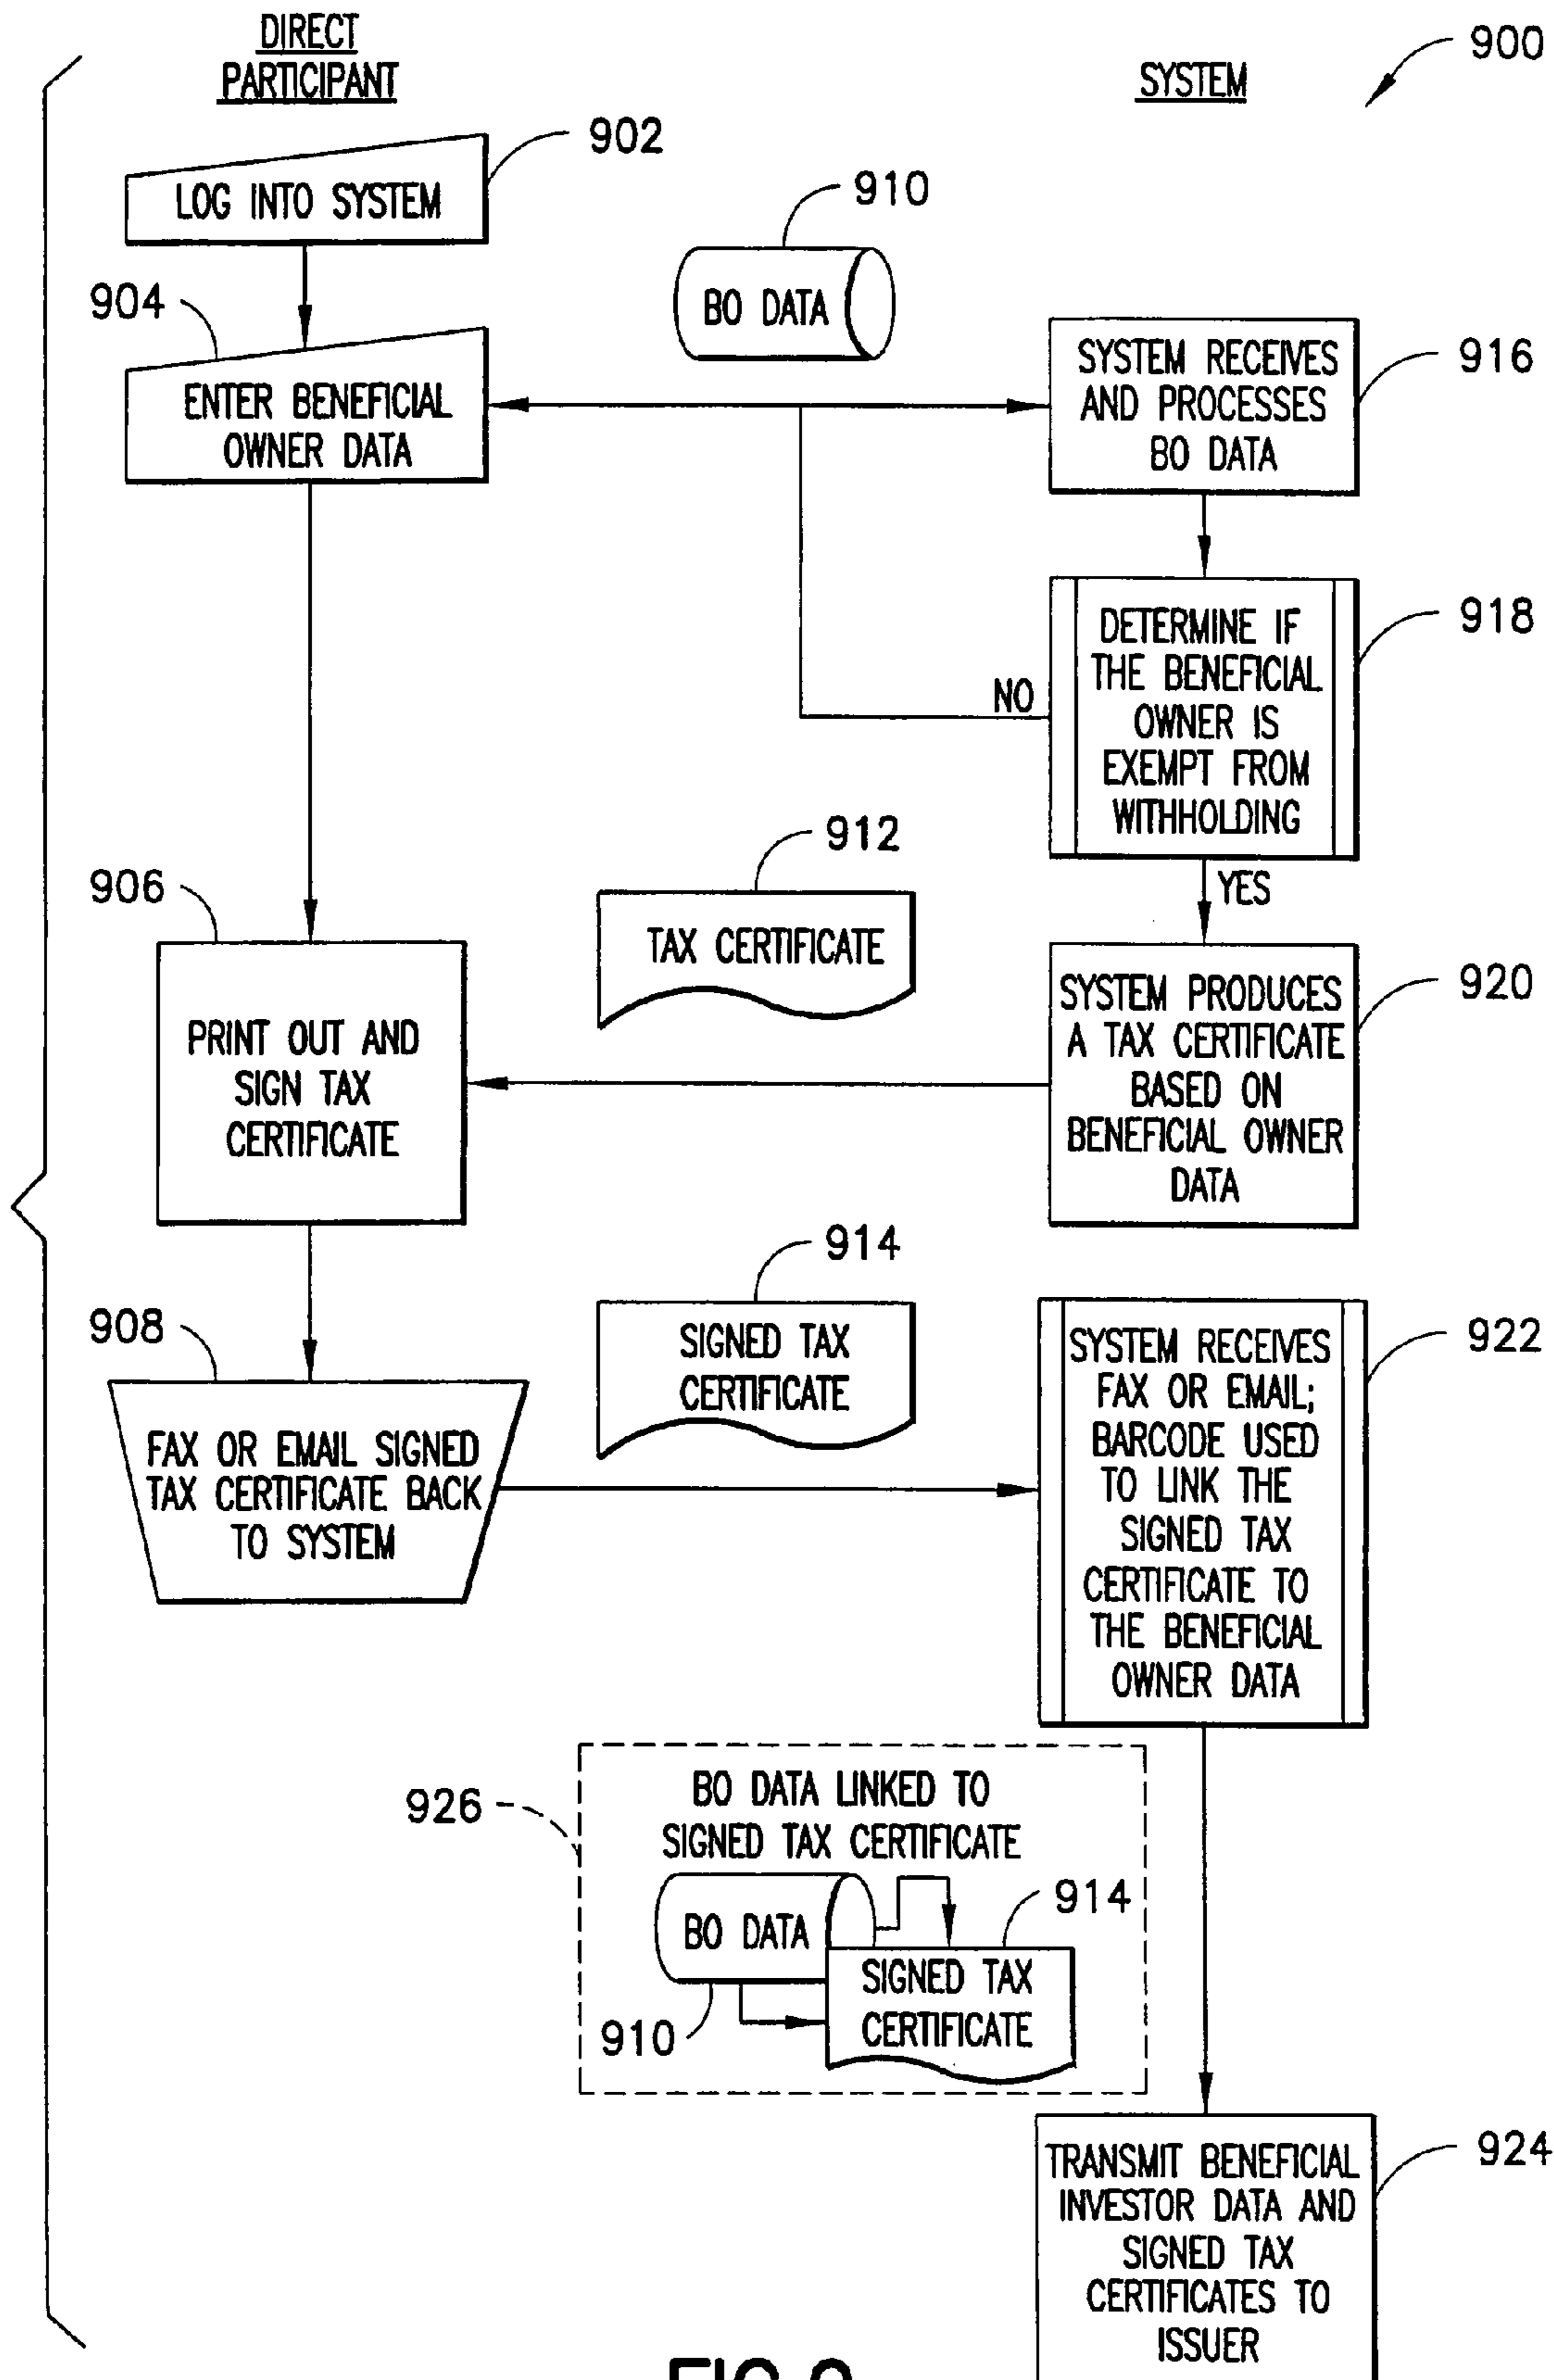 DIRECT
PARTICIPANT
SYSTEM
900
LOG INTO SYSTEM
902
910
BO DATA
904
ENTER BENEFICIAL
OWNER DATA
SYSTEM RECEIVES
AND PROCESSES
BO DATA
916
DETERMINE IF
THE BENEFICIAL
OWNER IS
EXEMPT FROM
WITHHOLDING
918
NO
YES
912
TAX CERTIFICATE
906
PRINT OUT AND
SIGN TAX
CERTIFICATE
SYSTEM PRODUCES
A TAX CERTIFICATE
BASED ON
BENEFICIAL OWNER
DATA
920
914
SIGNED TAX
CERTIFICATE
908
FAX OR EMAIL SIGNED
TAX CERTIFICATE BACK
TO SYSTEM
SYSTEM RECEIVES
FAX OR EMAIL;
BARCODE USED
TO LINK THE
SIGNED TAX
CERTIFICATE TO
THE BENEFICIAL
OWNER DATA
922
926
BO DATA LINKED TO
SIGNED TAX CERTIFICATE
BO DATA
914
SIGNED TAX
CERTIFICATE
910
TRANSMIT BENEFICIAL
INVESTOR DATA AND
SIGNED TAX
CERTIFICATES TO
ISSUER
924